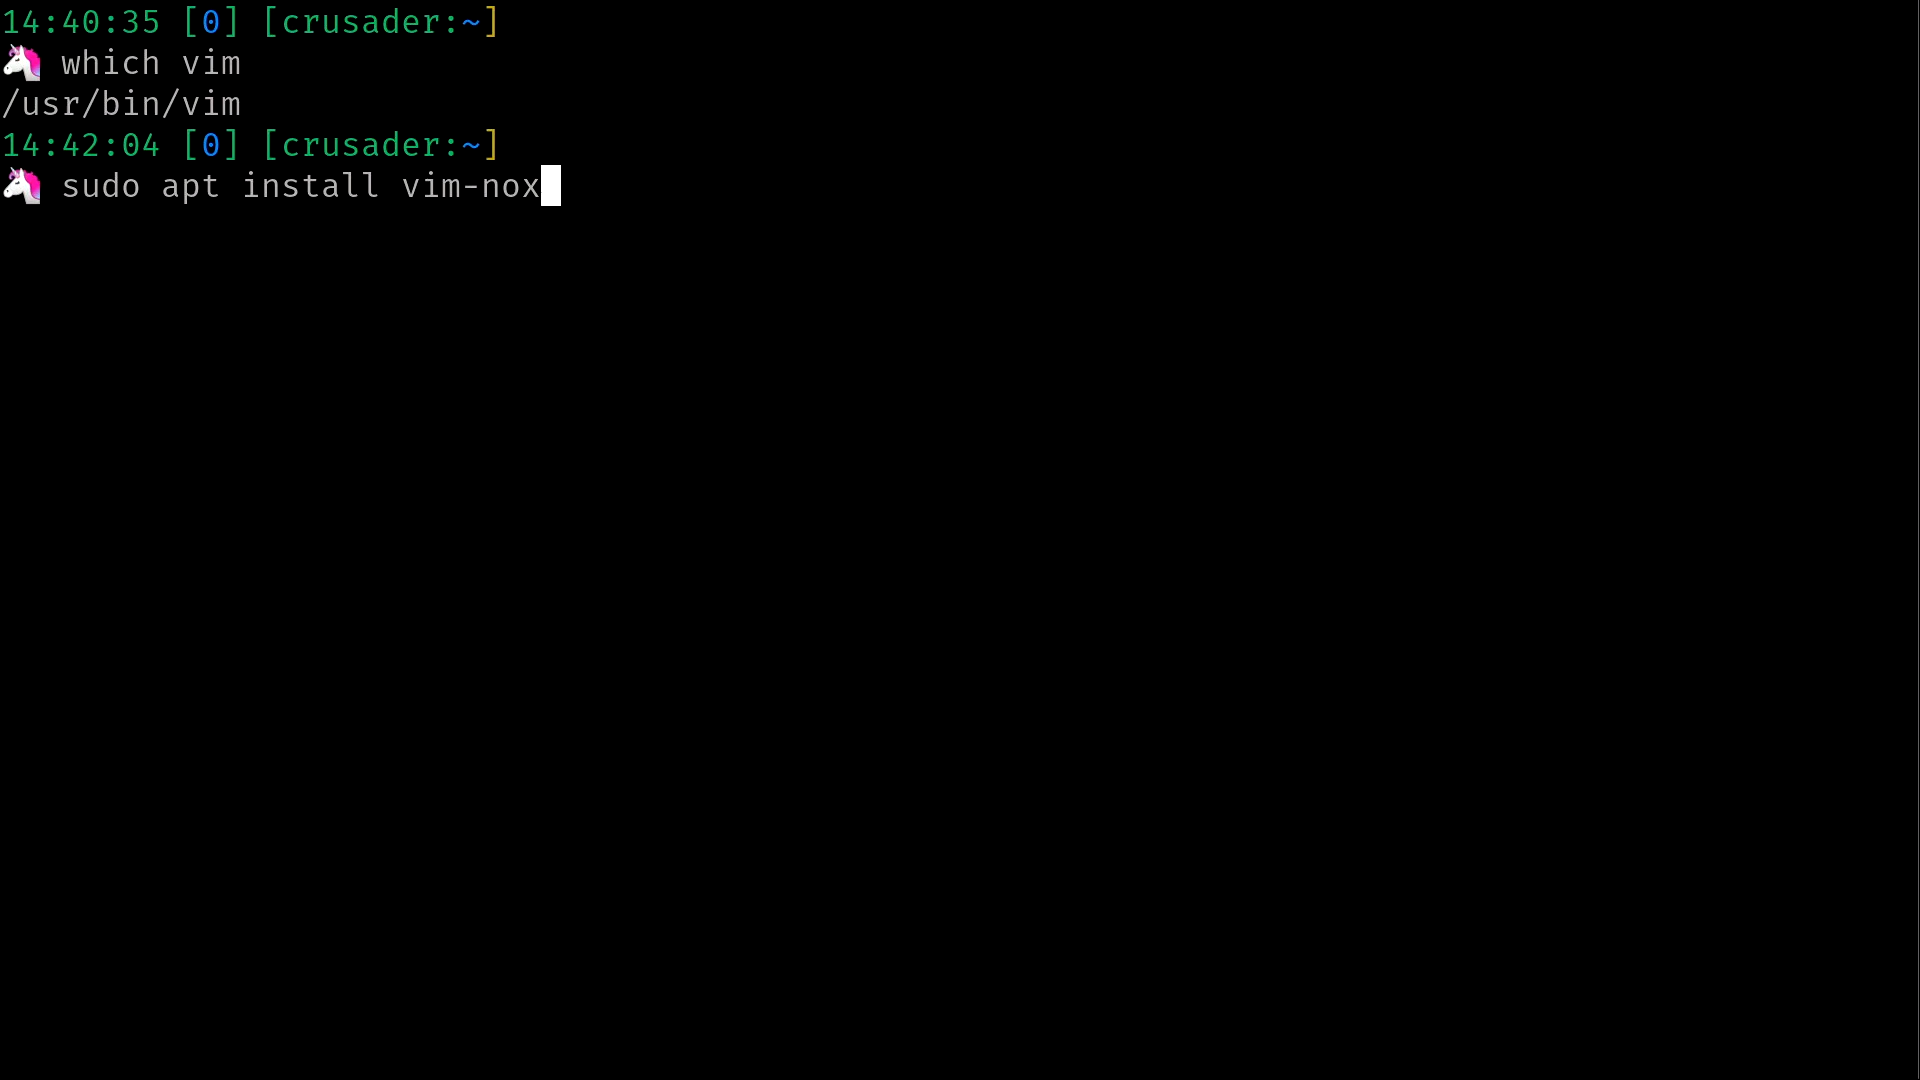 14:40:35 [0] [crusader:~]
🦄 which vim
/usr/bin/vim
14:42:04 [0] [crusader:~]
🦄 sudo apt install vim-nox